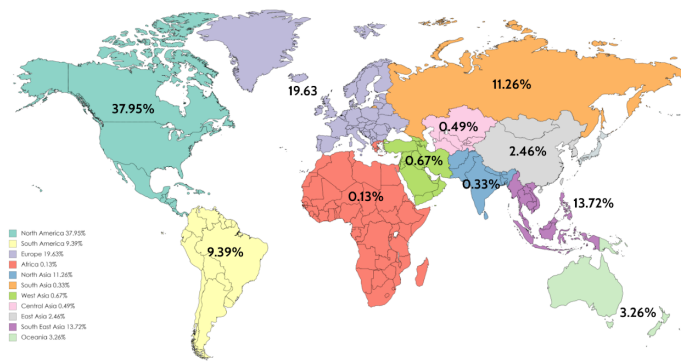 19.63
11.26%
37.95%
0.49%
2.46%
0.67%
0.33%
0.13%
13.72%
9.39%
3.26%
North America 37.95%
South America 9.39%
Europe 19.63%
Africa 0.13%
North Asia 11.26%
South Asia 0.33%
West Asia 0.67%
Central Asia 0.49%
East Asia 2.46%
South East Asia 13.72%
Oceania 3.26%